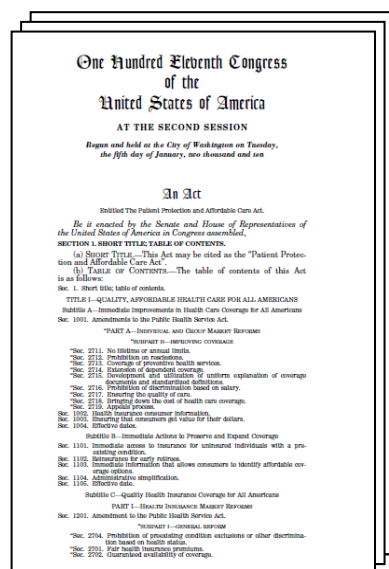 One Hundred Eleventh Congress
of the
United States of America
AT THE SECOND SESSION
Begun and held at the City of Washington on Tuesday,
the fifth day of January, two thousand and ten
An Act
Entitled The Patient Protection and Affordable Care Act.
Be it enacted by the Senate and House of Representatives of
the United States of America in Congress assembled,
SECTION 1. SHORT TITLE; TABLE OF CONTENTS.
(a) SHORT TITLE.—This Act may be cited as the "Patient Protec-
tion and Affordable Care Act".
(b) TABLE OF CONTENTS.—The table of contents of this Act
is as follows:
Sec. 1. Short title; table of contents.
TITLE I—QUALITY, AFFORDABLE HEALTH CARE FOR ALL AMERICANS
Subtitle A—Immediate Improvements in Health Care Coverage for All Americans
Sec. 1001. Amendments to the Public Health Service Act.
"PART A—INDIVIDUAL AND GROUP MARKET REFORMS
"SUBPART II—IMPROVING COVERAGE
"Sec. 2711. No lifetime or annual limits.
"Sec. 2712. Prohibition on rescissions.
"Sec. 2713. Coverage of preventive health services.
"Sec. 2714. Extension of dependent coverage.
"Sec. 2715. Development and utilization of uniform explanation of coverage
documents and standardized definitions.
"Sec. 2716. Prohibition of discrimination based on salary.
"Sec. 2717. Ensuring the quality of care.
"Sec. 2718. Bringing down the cost of health care coverage.
"Sec. 2719. Appeals process.
Sec. 1002. Health insurance consumer information.
Sec. 1003. Ensuring that consumers get value for their dollars.
Sec. 1004. Effective dates.
Subtitle B—Immediate Actions to Preserve and Expand Coverage
Sec. 1101. Immediate access to insurance for uninsured individuals with a pre-
existing condition.
Sec. 1102. Reinsurance for early retirees.
Sec. 1103. Immediate information that allows consumers to identify affordable cov-
erage options.
Sec. 1104. Administrative simplification.
Sec. 1105. Effective date.
Subtitle C—Quality Health Insurance Coverage for All Americans
PART I—HEALTH INSURANCE MARKET REFORMS
Sec. 1201. Amendment to the Public Health Service Act.
"SUBPART I—GENERAL REFORM
"Sec. 2704. Prohibition of preexisting condition exclusions or other discrimina-
tion based on health status.
"Sec. 2701. Fair health insurance premiums.
"Sec. 2702. Guaranteed availability of coverage.